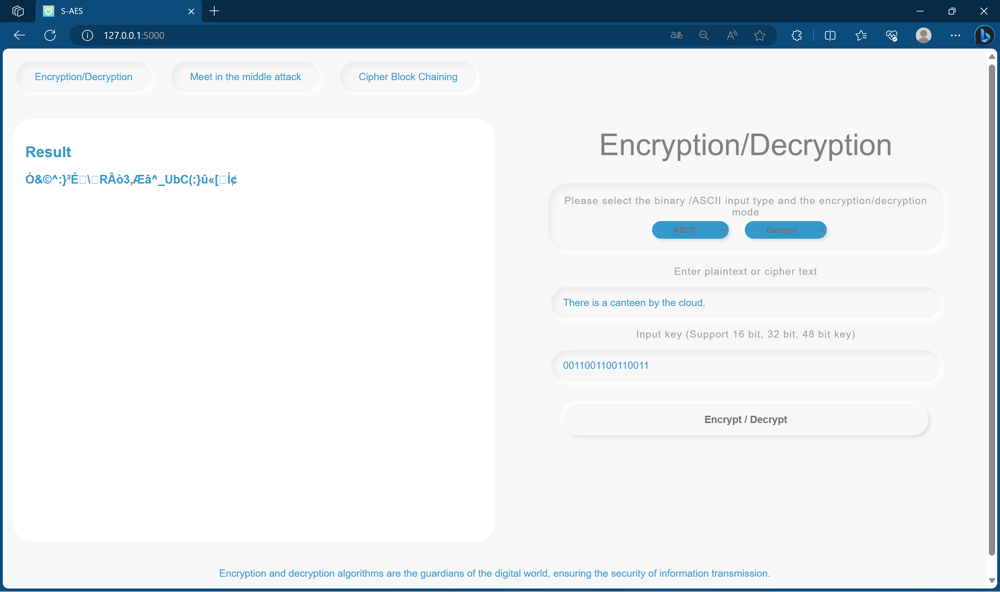 S-AES
127.0.0.1:5000
Encryption/Decryption
Meet in the middle attack
Cipher Block Chaining
Result
Ó&©^:}³É□\□RÂò3,Æâ^_UbC(:}û«[□Í¢
Encryption/Decryption
Please select the binary /ASCII input type and the encryption/decryption
mode
ASCII
Encrypt
Enter plaintext or cipher text
There is a canteen by the cloud.
Input key (Support 16 bit, 32 bit, 48 bit key)
0011001100110011
Encrypt / Decrypt
Encryption and decryption algorithms are the guardians of the digital world, ensuring the security of information transmission.